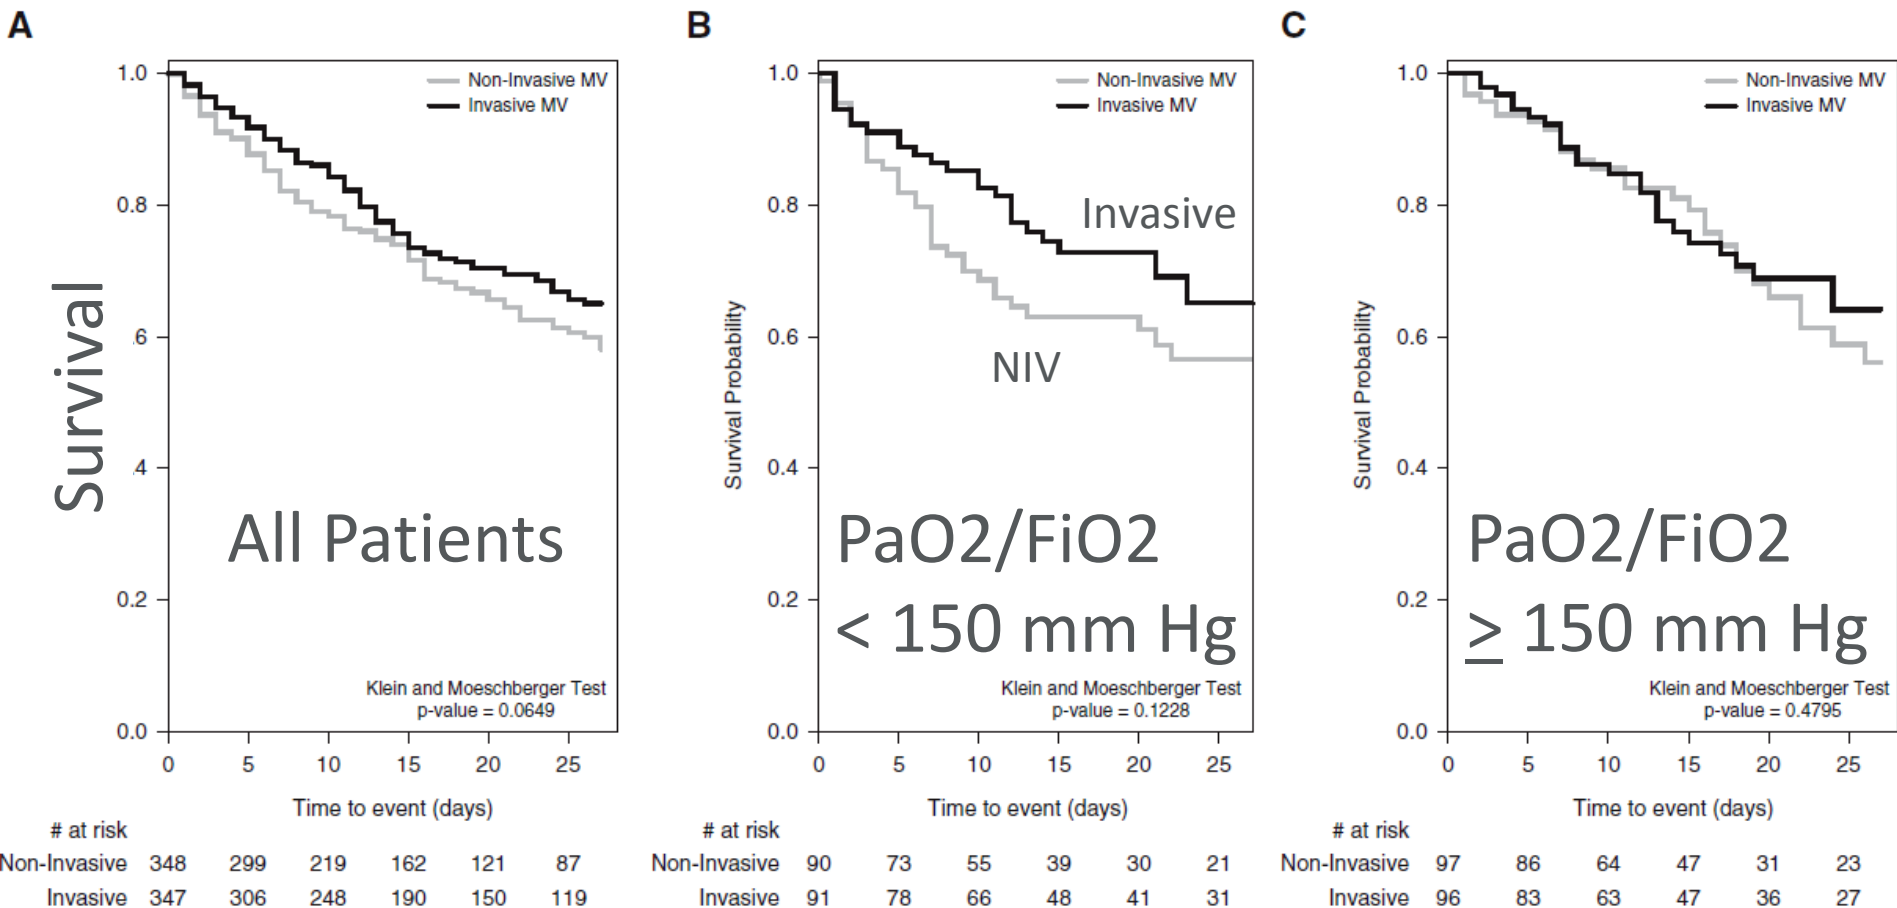 A
Survival
1.0
0.8
.6
.4
0.2
0.0
Non-Invasive MV
Invasive MV
All Patients
Klein and Moeschberger Test
p-value = 0.0649
0 5 10 15 20 25
Time to event (days)
# at risk
Non-Invasive 348 299 219 162 121 87
Invasive 347 306 248 190 150 119
B
Survival Probability
1.0
0.8
0.6
0.4
0.2
0.0
Non-Invasive MV
Invasive MV
Invasive
NIV
PaO2/FiO2
< 150 mm Hg
Klein and Moeschberger Test
p-value = 0.1228
0 5 10 15 20 25
Time to event (days)
# at risk
Non-Invasive 90 73 55 39 30 21
Invasive 91 78 66 48 41 31
C
Survival Probability
1.0
0.8
0.6
0.4
0.2
0.0
Non-Invasive MV
Invasive MV
PaO2/FiO2
≥ 150 mm Hg
Klein and Moeschberger Test
p-value = 0.4795
0 5 10 15 20 25
Time to event (days)
# at risk
Non-Invasive 97 86 64 47 31 23
Invasive 96 83 63 47 36 27